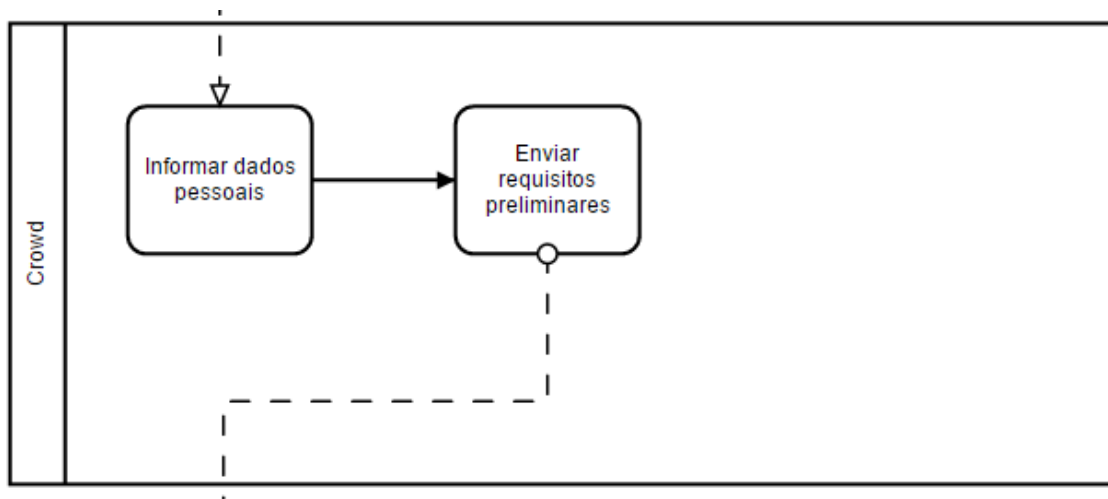 Crowd
Informar dados
pessoais
Enviar
requisitos
preliminares